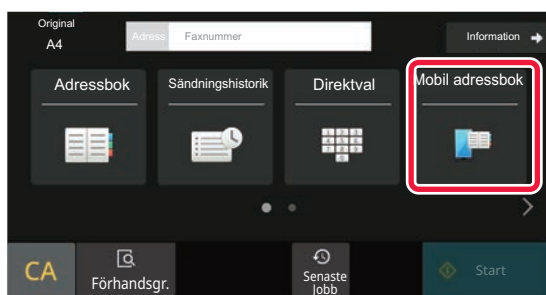 Original
A4
Adress Faxnummer
Information
Adressbok
Sändningshistorik
Direktval
Mobil adressbok
CA
Förhandsgr.
Senaste
Jobb
Start